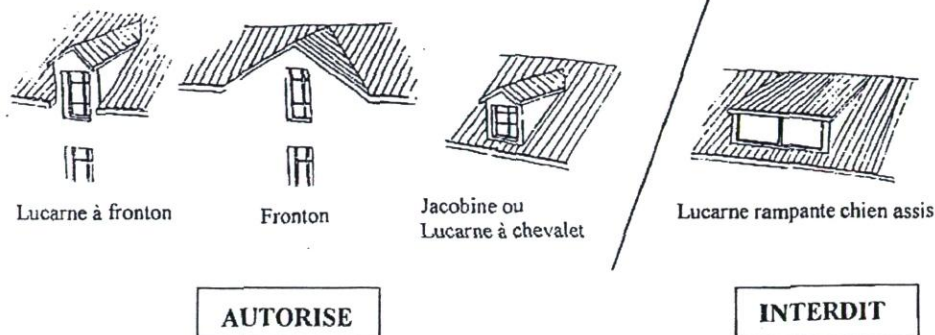 Lucarne à fronton
Fronton
Jacobine ou
Lucarne à chevalet
Lucarne rampante chien assis
AUTORISE
INTERDIT